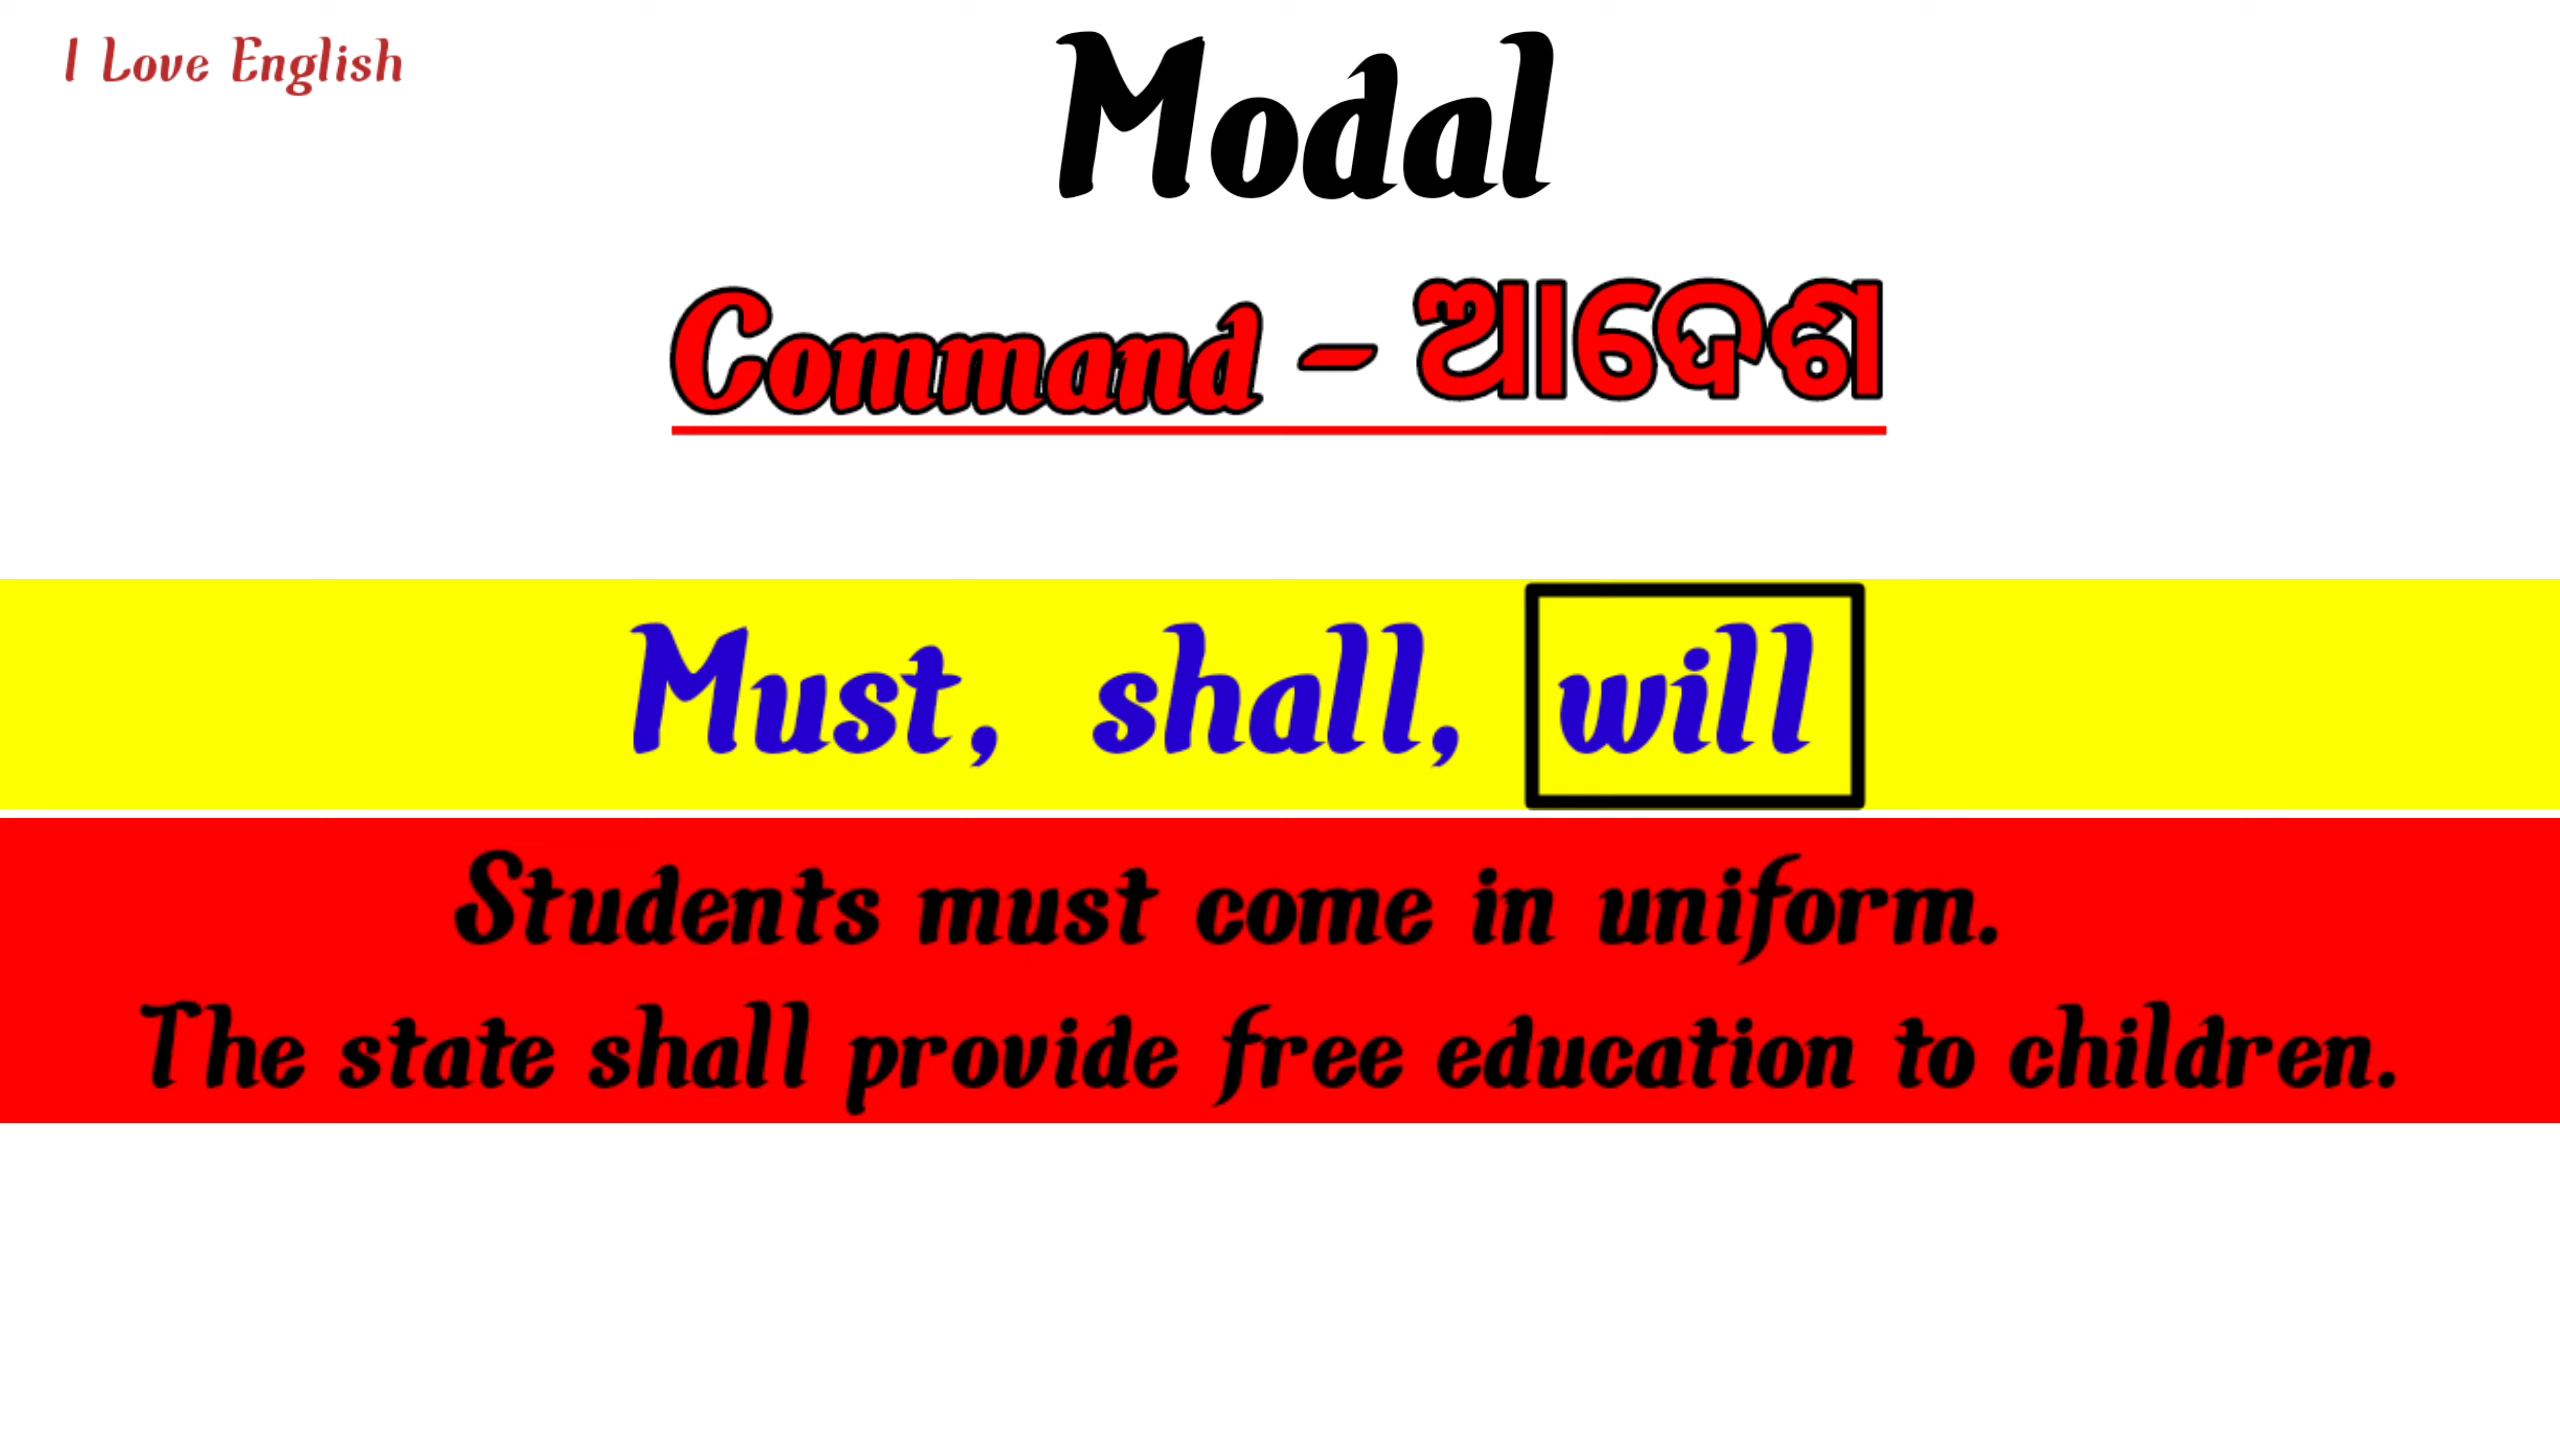 I Love English
Modal
Command - ଆଦେଶ
Must, shall, will
Students must come in uniform.
The state shall provide free education to children.